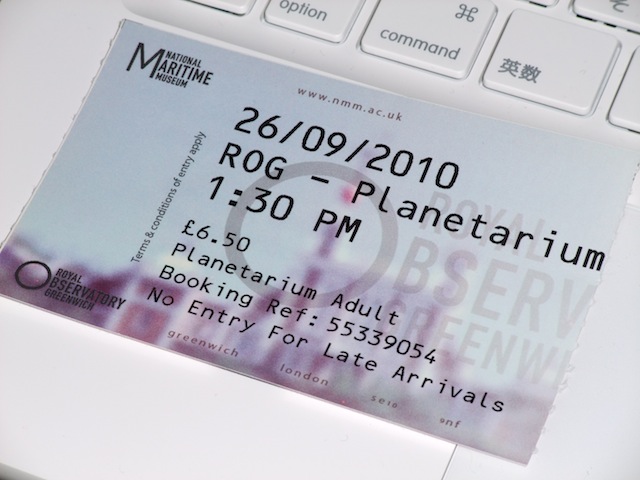 option
⌘
command
英数
NATIONAL
MARITIME
MUSEUM
www.nmm.ac.uk
Terms & conditions of entry apply
26/09/2010
ROG - Planetarium
1:30 PM
£6.50
Planetarium Adult
Booking Ref: 55339054
No Entry For Late Arrivals
ROYAL
OBSERVATORY
GREENWICH
ROYAL
OBSERV
GREENWI
greenwich london se10 9nf